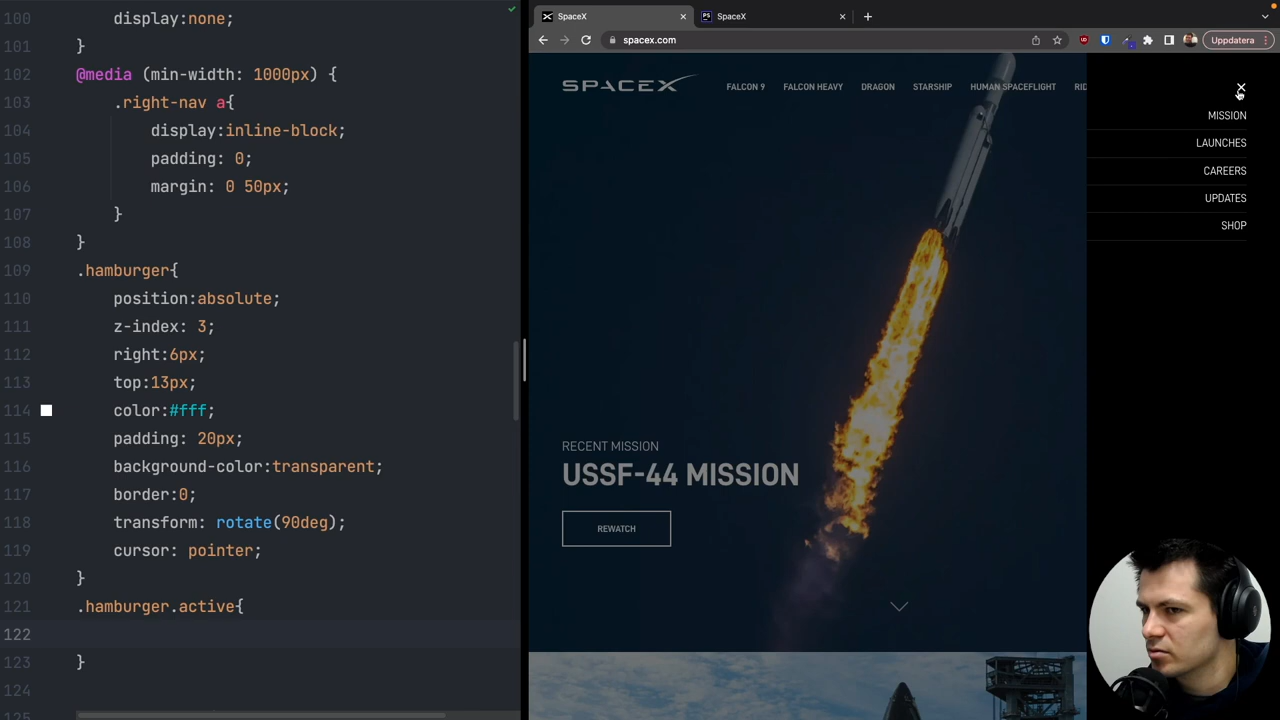 100 display:none;
101 }
102 @media (min-width: 1000px) {
103 .right-nav a{
104 display:inline-block;
105 padding: 0;
106 margin: 0 50px;
107 }
108 }
109 .hamburger{
110 position:absolute;
111 z-index: 3;
112 right:6px;
113 top:13px;
114 color:#fff;
115 padding: 20px;
116 background-color:transparent;
117 border:0;
118 transform: rotate(90deg);
119 cursor: pointer;
120 }
121 .hamburger.active{
122
123 }
124
125
SpaceX
PS SpaceX
spacex.com
Uppdatera
SPACEX FALCON 9 FALCON HEAVY DRAGON STARSHIP HUMAN SPACEFLIGHT RID
MISSION
LAUNCHES
CAREERS
UPDATES
SHOP
RECENT MISSION
USSF-44 MISSION
REWATCH